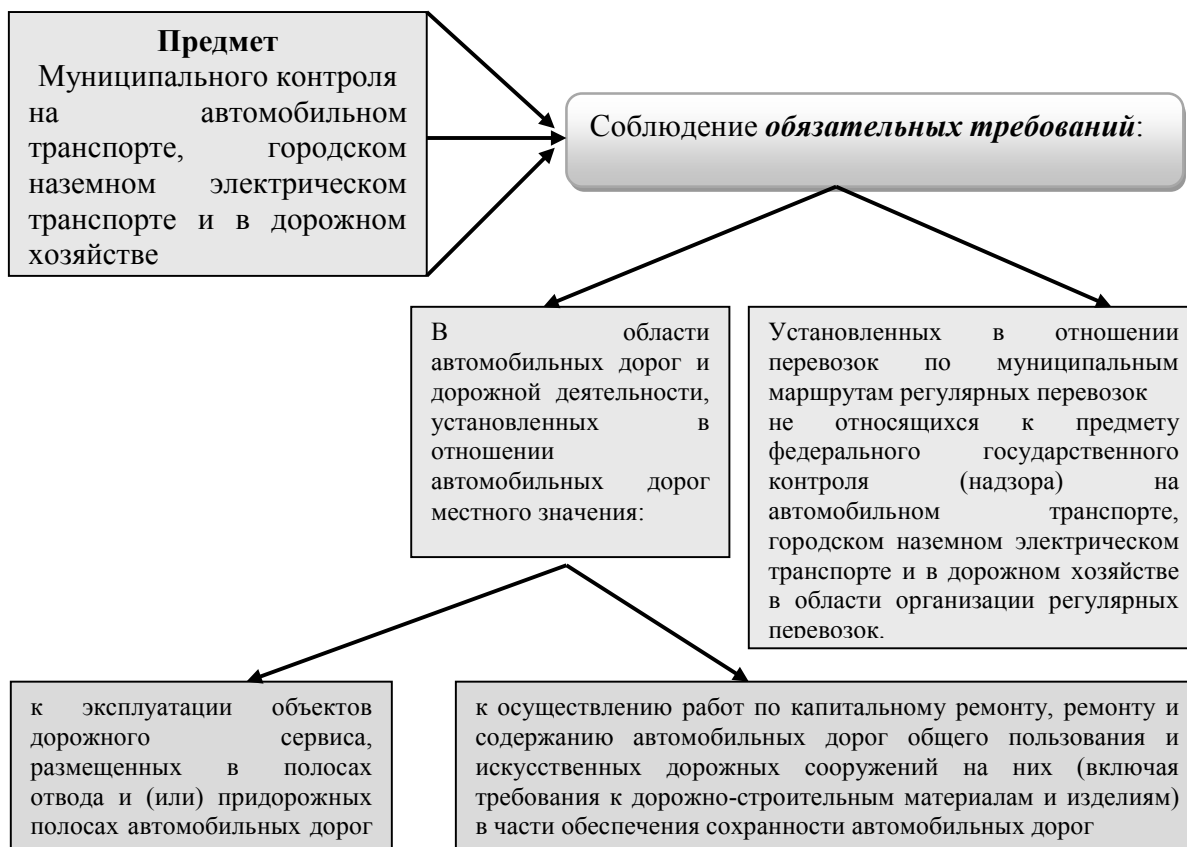 Предмет
Муниципального контроля
на автомобильном
транспорте, городском
наземном электрическом
транспорте и в дорожном
хозяйстве
Соблюдение обязательных требований:
В области
автомобильных дорог и
дорожной деятельности,
установленных в
отношении
автомобильных дорог
местного значения:
Установленных в отношении
перевозок по муниципальным
маршрутам регулярных перевозок
не относящихся к предмету
федерального государственного
контроля (надзора) на
автомобильном транспорте,
городском наземном электрическом
транспорте и в дорожном хозяйстве
в области организации регулярных
перевозок.
к эксплуатации объектов
дорожного сервиса,
размещенных в полосах
отвода и (или) придорожных
полосах автомобильных дорог
к осуществлению работ по капитальному ремонту, ремонту и
содержанию автомобильных дорог общего пользования и
искусственных дорожных сооружений на них (включая
требования к дорожно-строительным материалам и изделиям)
в части обеспечения сохранности автомобильных дорог